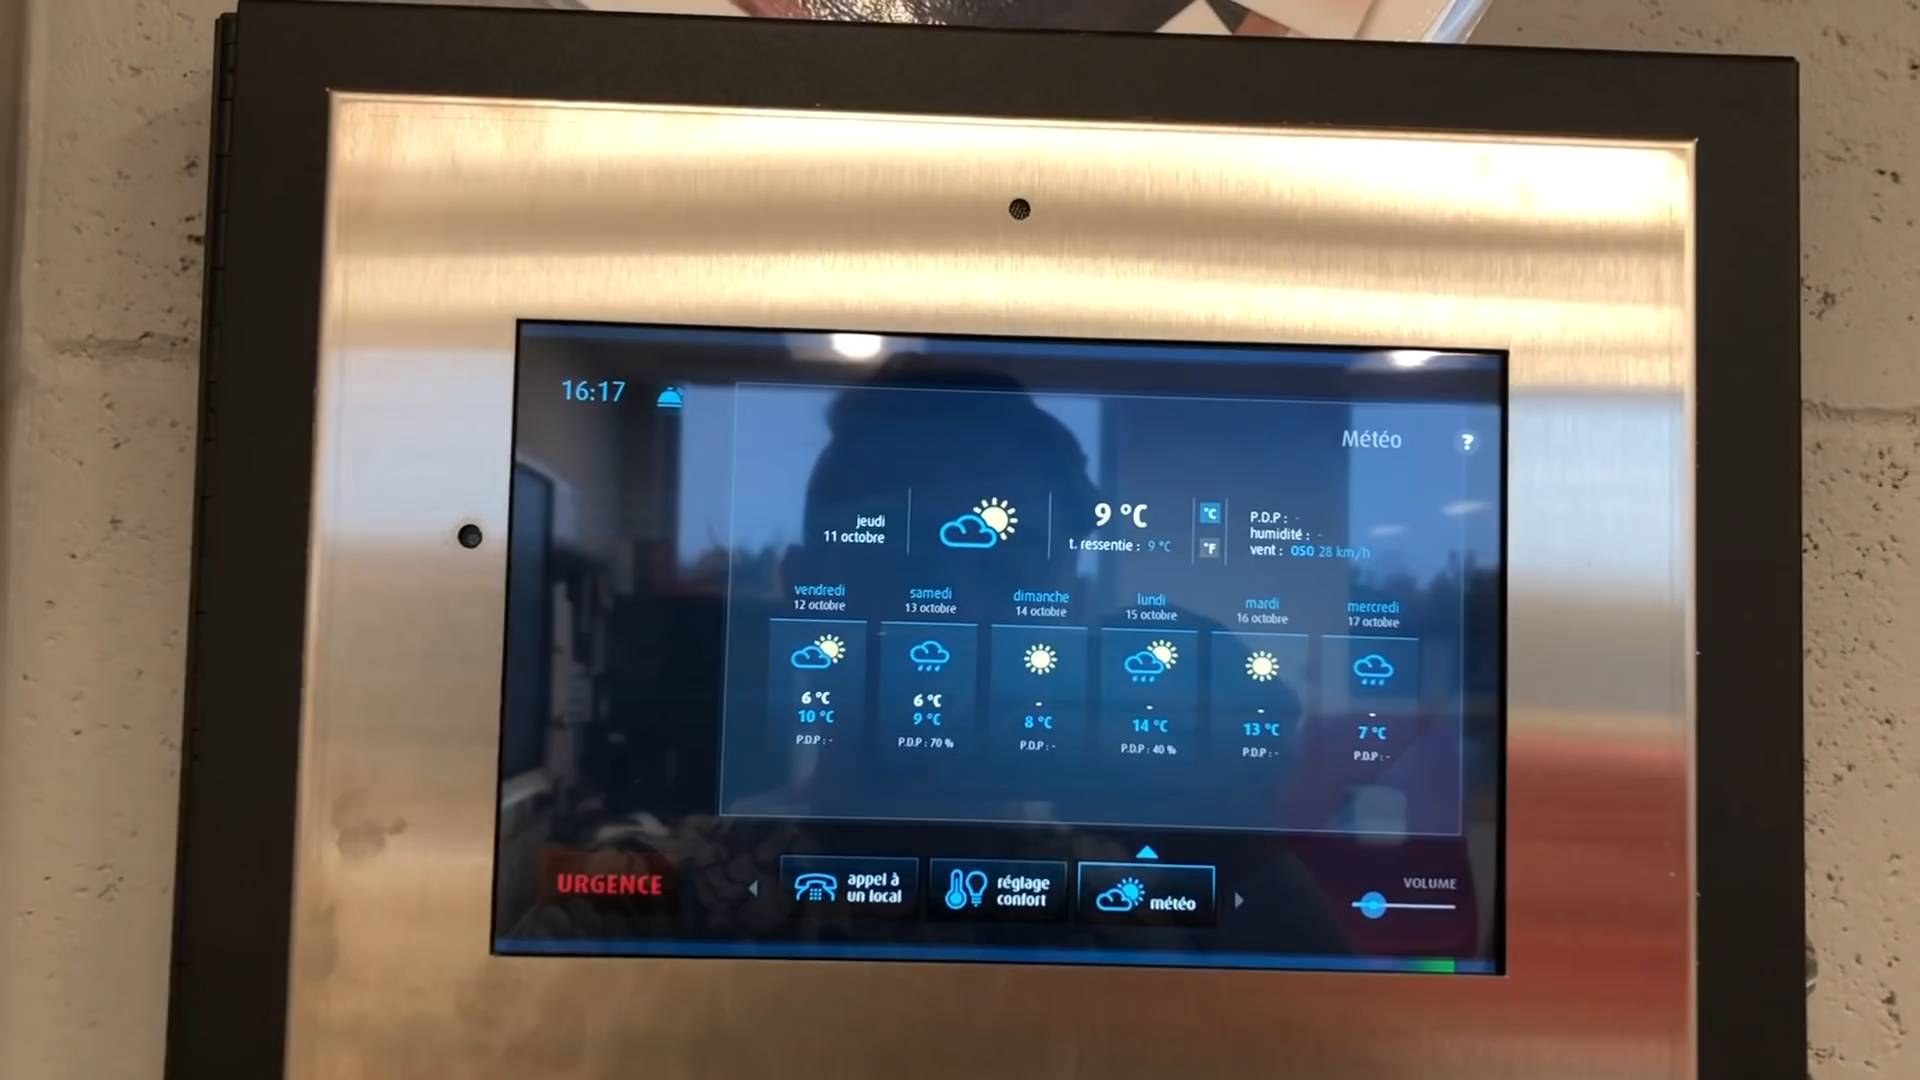 16:17
Météo
?
jeudi
11 octobre
9 °C
t. ressentie : 9 °C
°C
°F
P.D.P : -
humidité : -
vent : OSO 28 km/h
vendredi
12 octobre
6 °C
10 °C
P.D.P : -
samedi
13 octobre
6 °C
9 °C
P.D.P : 70 %
dimanche
14 octobre
-
8 °C
P.D.P : -
lundi
15 octobre
-
14 °C
P.D.P : 40 %
mardi
16 octobre
-
13 °C
P.D.P : -
mercredi
17 octobre
-
7 °C
P.D.P : -
URGENCE
appel à
un local
réglage
confort
météo
VOLUME